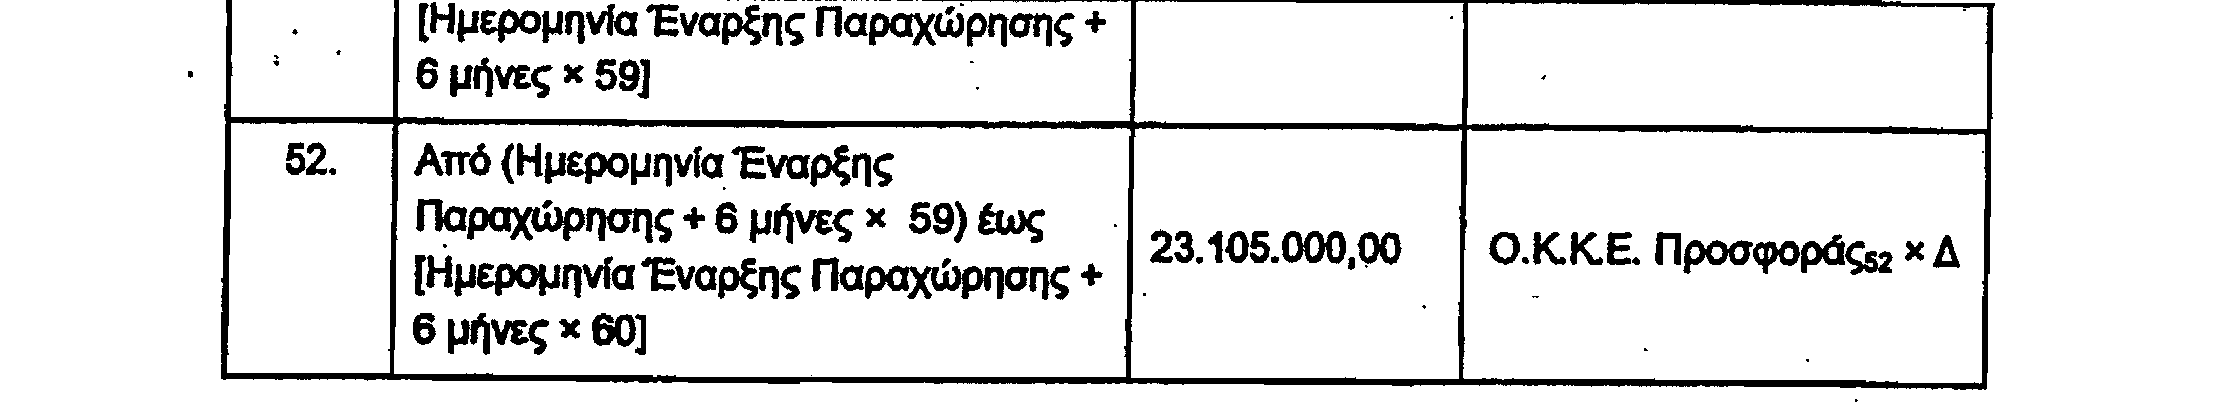 [Ημερομηνία Έναρξης Παραχώρησης +
6 μήνες × 59]
52.
Από (Ημερομηνία Έναρξης
Παραχώρησης + 6 μήνες × 59) έως
[Ημερομηνία Έναρξης Παραχώρησης +
6 μήνες × 60]
23.105.000,00
Ο.Κ.Κ.Ε. Προσφοράς₅₂ × Δ